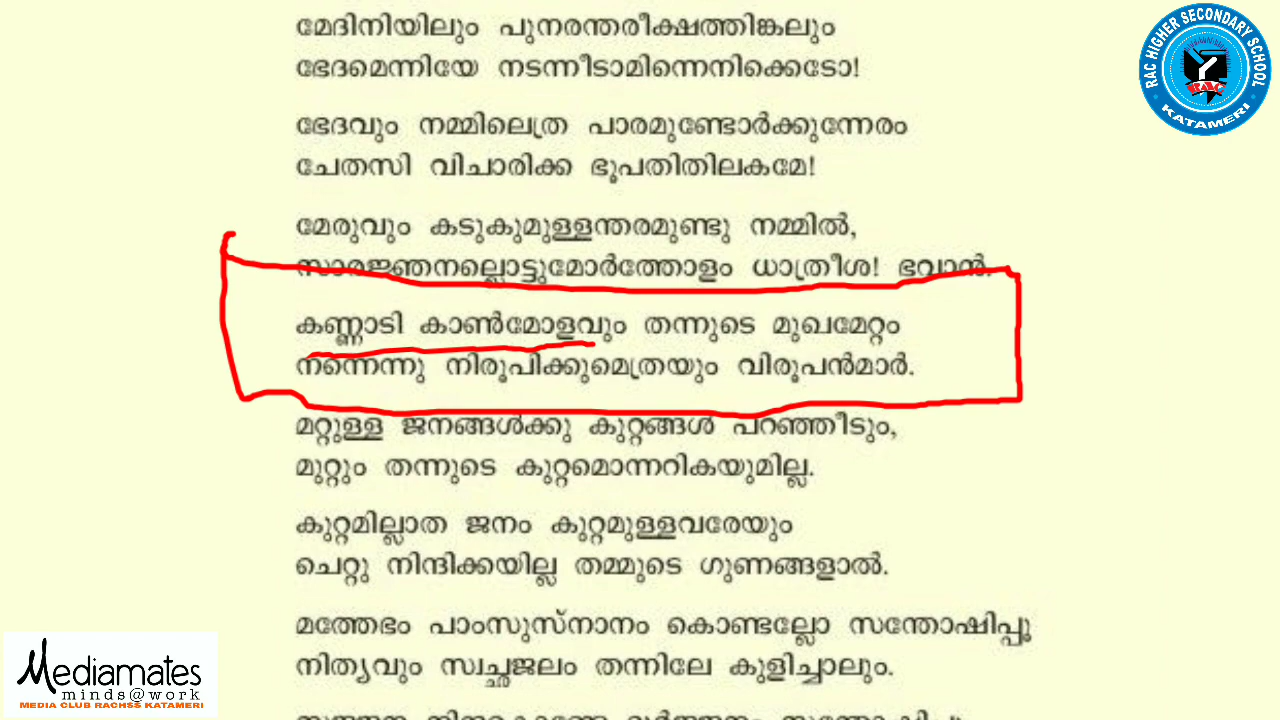 മേദിനിയിലും പുനരന്തരീക്ഷത്തിങ്കലും
ഭേദമെന്നിയേ നടന്നീടാമിന്നെനിക്കെടോ!
ഭേദവും നമ്മിലെത്ര പാരമുണ്ടോർക്കുന്നേരം
ചേതസി വിചാരിക്ക ഭൂപതിതിലകമേ!
മേരുവും കടുകുമുള്ളന്തരമുണ്ടു നമ്മിൽ,
സാരജ്ഞനല്ലൊട്ടുമോർത്തോളം ധാത്രീശ! ഭവാൻ.
കണ്ണാടി കാൺമോളവും തന്നുടെ മുഖമേറ്റം
നന്നെന്നു നിരൂപിക്കുമെത്രയും വിരൂപൻമാർ.
മറ്റുള്ള ജനങ്ങൾക്കു കുറ്റങ്ങൾ പറഞ്ഞീടും,
മുറ്റും തന്നുടെ കുറ്റമൊന്നറികയുമില്ല.
കുറ്റമില്ലാത ജനം കുറ്റമുള്ളവരേയും
ചെറ്റു നിന്ദിക്കയില്ല തമ്മുടെ ഗുണങ്ങളാൽ.
മത്തേഭം പാംസുസ്നാനം കൊണ്ടല്ലോ സന്തോഷിപ്പൂ
നിത്യവും സ്വച്ഛജലം തന്നിലേ കുളിച്ചാലും.
RAC HIGHER SECONDARY SCHOOL
KATAMERI
RAC
Mediamates
minds@work
MEDIA CLUB RACHSS KATAMERI